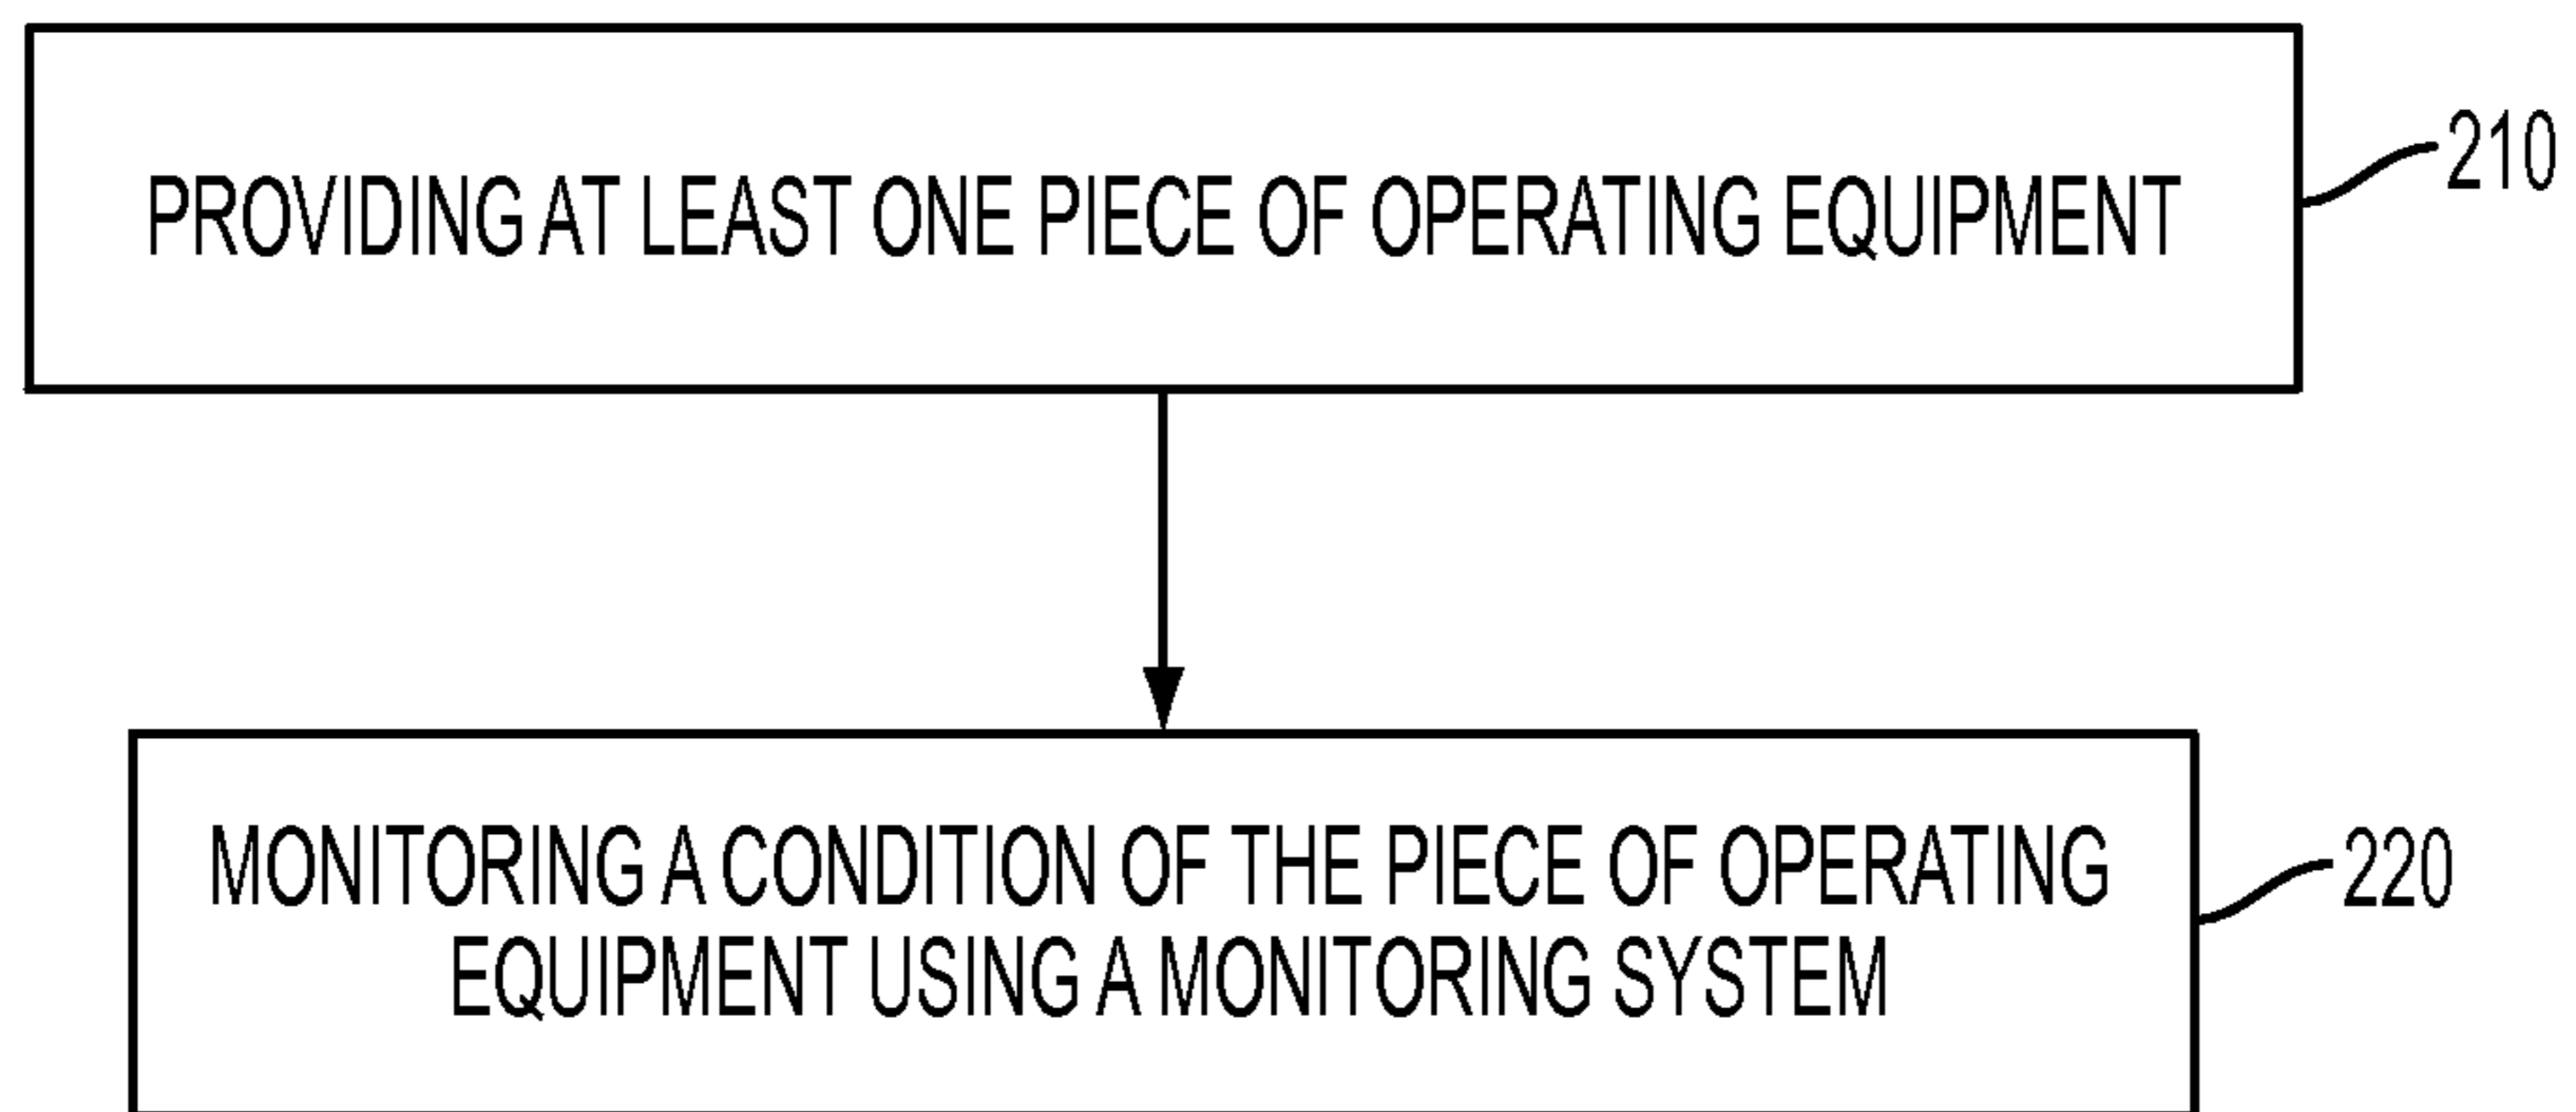 PROVIDING AT LEAST ONE PIECE OF OPERATING EQUIPMENT
210
MONITORING A CONDITION OF THE PIECE OF OPERATING
EQUIPMENT USING A MONITORING SYSTEM
220